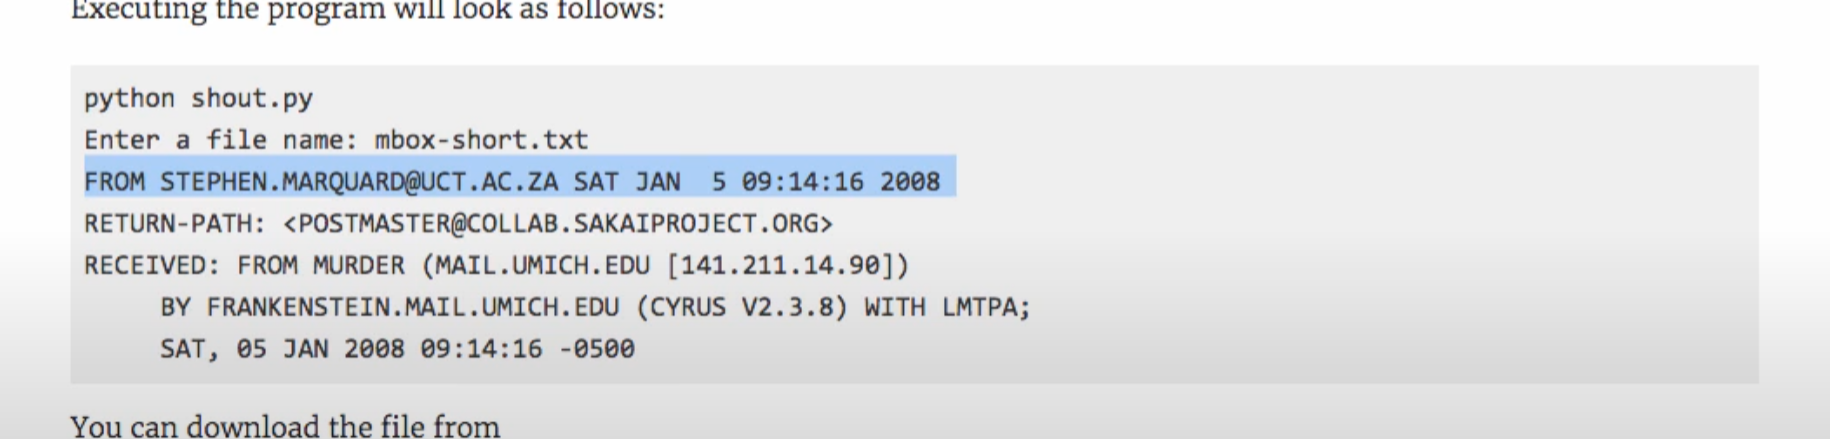 Executing the program will look as follows:
python shout.py
Enter a file name: mbox-short.txt
FROM STEPHEN.MARQUARD@UCT.AC.ZA SAT JAN  5 09:14:16 2008
RETURN-PATH: <POSTMASTER@COLLAB.SAKAIPROJECT.ORG>
RECEIVED: FROM MURDER (MAIL.UMICH.EDU [141.211.14.90])
     BY FRANKENSTEIN.MAIL.UMICH.EDU (CYRUS V2.3.8) WITH LMTPA;
     SAT, 05 JAN 2008 09:14:16 -0500
You can download the file from